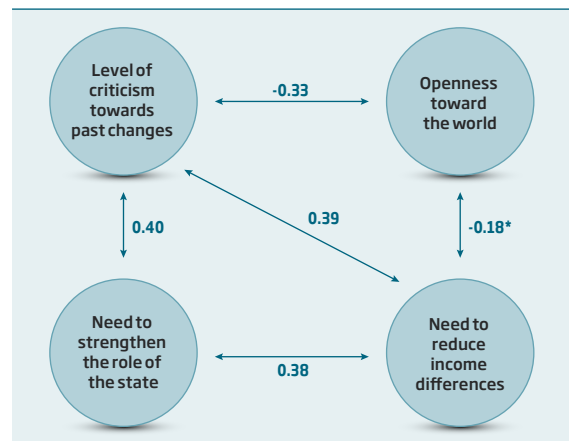 Level of
criticism
towards
past changes
-0.33
Openness
toward
the world
0.40
0.39
-0.18*
Need to
strengthen
the role of
the state
0.38
Need to
reduce
income
differences